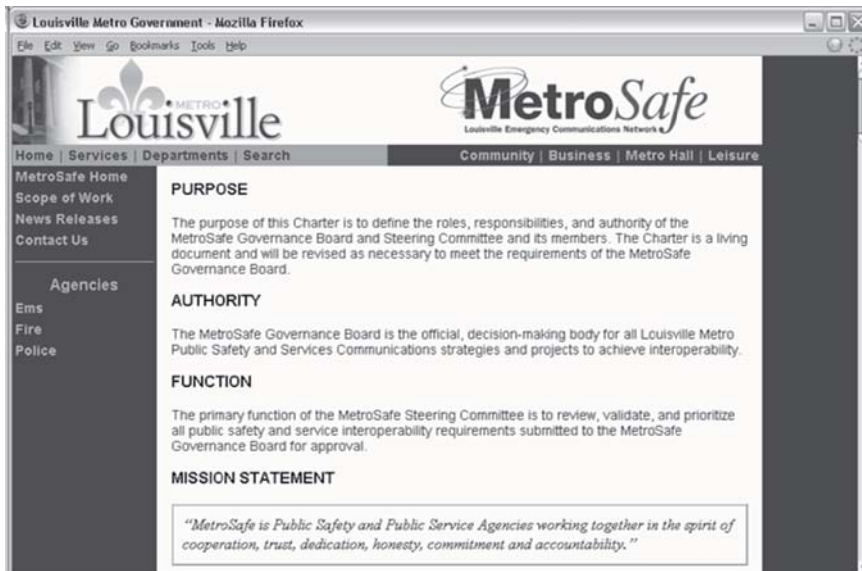 Louisville Metro Government - Mozilla Firefox
File Edit View Go Bookmarks Tools Help
METRO
Louisville
MetroSafe
Louisville Emergency Communications Network
Home | Services | Departments | Search
Community | Business | Metro Hall | Leisure
MetroSafe Home
Scope of Work
News Releases
Contact Us
Agencies
Ems
Fire
Police
PURPOSE
The purpose of this Charter is to define the roles, responsibilities, and authority of the
MetroSafe Governance Board and Steering Committee and its members. The Charter is a living
document and will be revised as necessary to meet the requirements of the MetroSafe
Governance Board.
AUTHORITY
The MetroSafe Governance Board is the official, decision-making body for all Louisville Metro
Public Safety and Services Communications strategies and projects to achieve interoperability.
FUNCTION
The primary function of the MetroSafe Steering Committee is to review, validate, and prioritize
all public safety and service interoperability requirements submitted to the MetroSafe
Governance Board for approval.
MISSION STATEMENT
“MetroSafe is Public Safety and Public Service Agencies working together in the spirit of
cooperation, trust, dedication, honesty, commitment and accountability.”